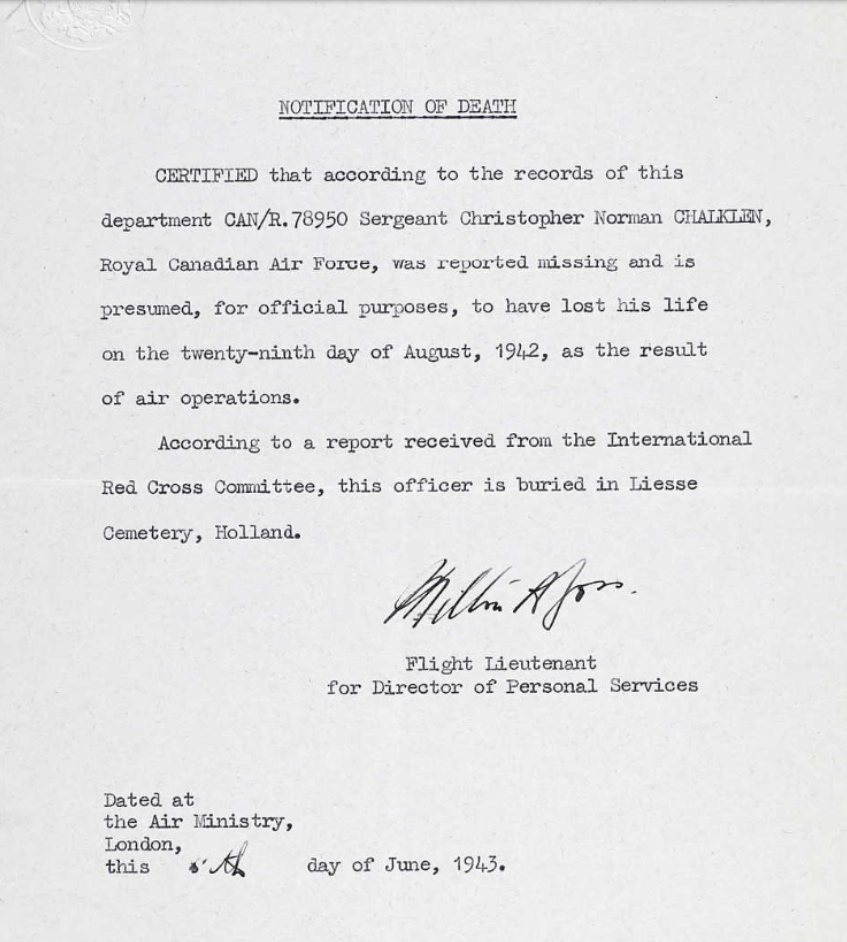 NOTIFICATION OF DEATH
CERTIFIED that according to the records of this
department CAN/R.78950 Sergeant Christopher Norman CHALKLEN,
Royal Canadian Air Force, was reported missing and is
presumed, for official purposes, to have lost his life
on the twenty-ninth day of August, 1942, as the result
of air operations.
According to a report received from the International
Red Cross Committee, this officer is buried in Liesse
Cemetery, Holland.
Flight Lieutenant
for Director of Personal Services
Dated at
the Air Ministry,
London,
this day of June, 1943.